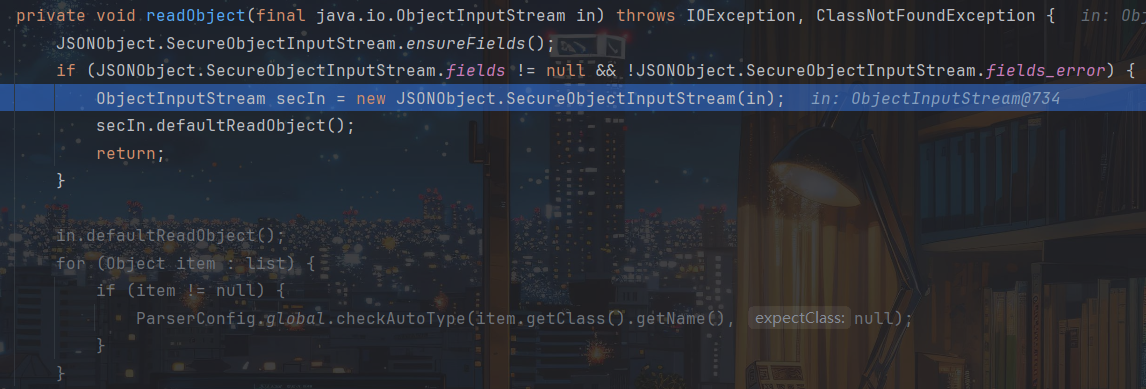 private void readObject(final java.io.ObjectInputStream in) throws IOException, ClassNotFoundException {   in: Obj
    JSONObject.SecureObjectInputStream.ensureFields();
    if (JSONObject.SecureObjectInputStream.fields != null && !JSONObject.SecureObjectInputStream.fields_error) {
        ObjectInputStream secIn = new JSONObject.SecureObjectInputStream(in);   in: ObjectInputStream@734
        secIn.defaultReadObject();
        return;
    }
    in.defaultReadObject();
    for (Object item : list) {
        if (item != null) {
            ParserConfig.global.checkAutoType(item.getClass().getName(), expectClass: null);
        }
    }